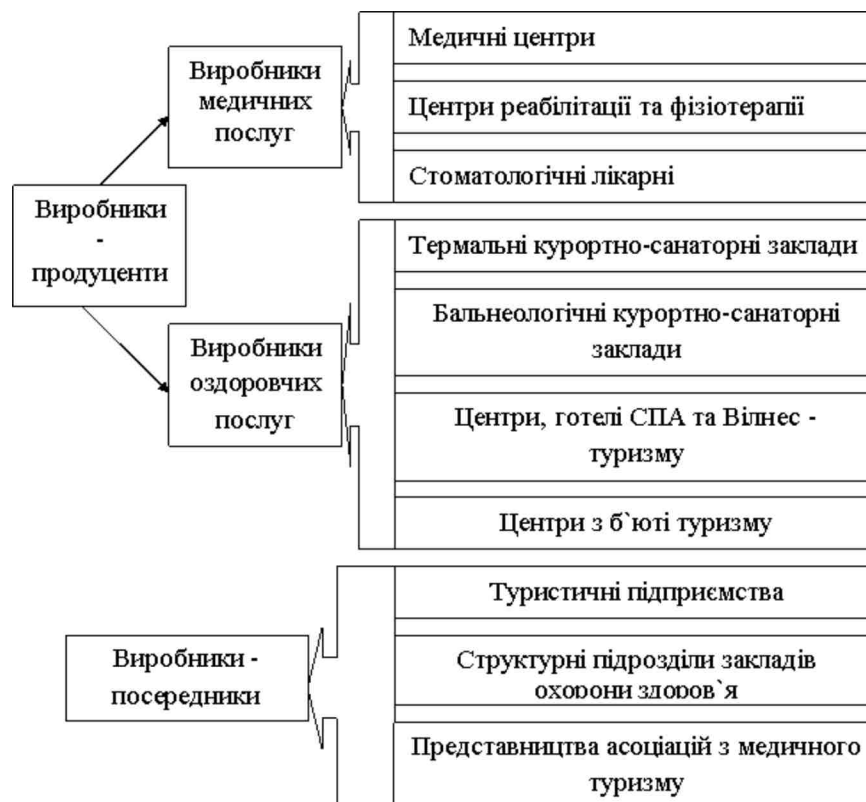 Виробники
-
продуценти
Виробники
медичних
послуг
Медичні центри
Центри реабілітації та фізіотерапії
Стоматологічні лікарні
Виробники
оздоровчих
послуг
Термальні курортно-санаторні заклади
Бальнеологічні курортно-санаторні
заклади
Центри, готелі СПА та Вілнес -
туризму
Центри з б`юті туризму
Виробники -
посередники
Туристичні підприємства
Структурні підрозділи закладів
охорони здоров`я
Представництва асоціацій з медичного
туризму